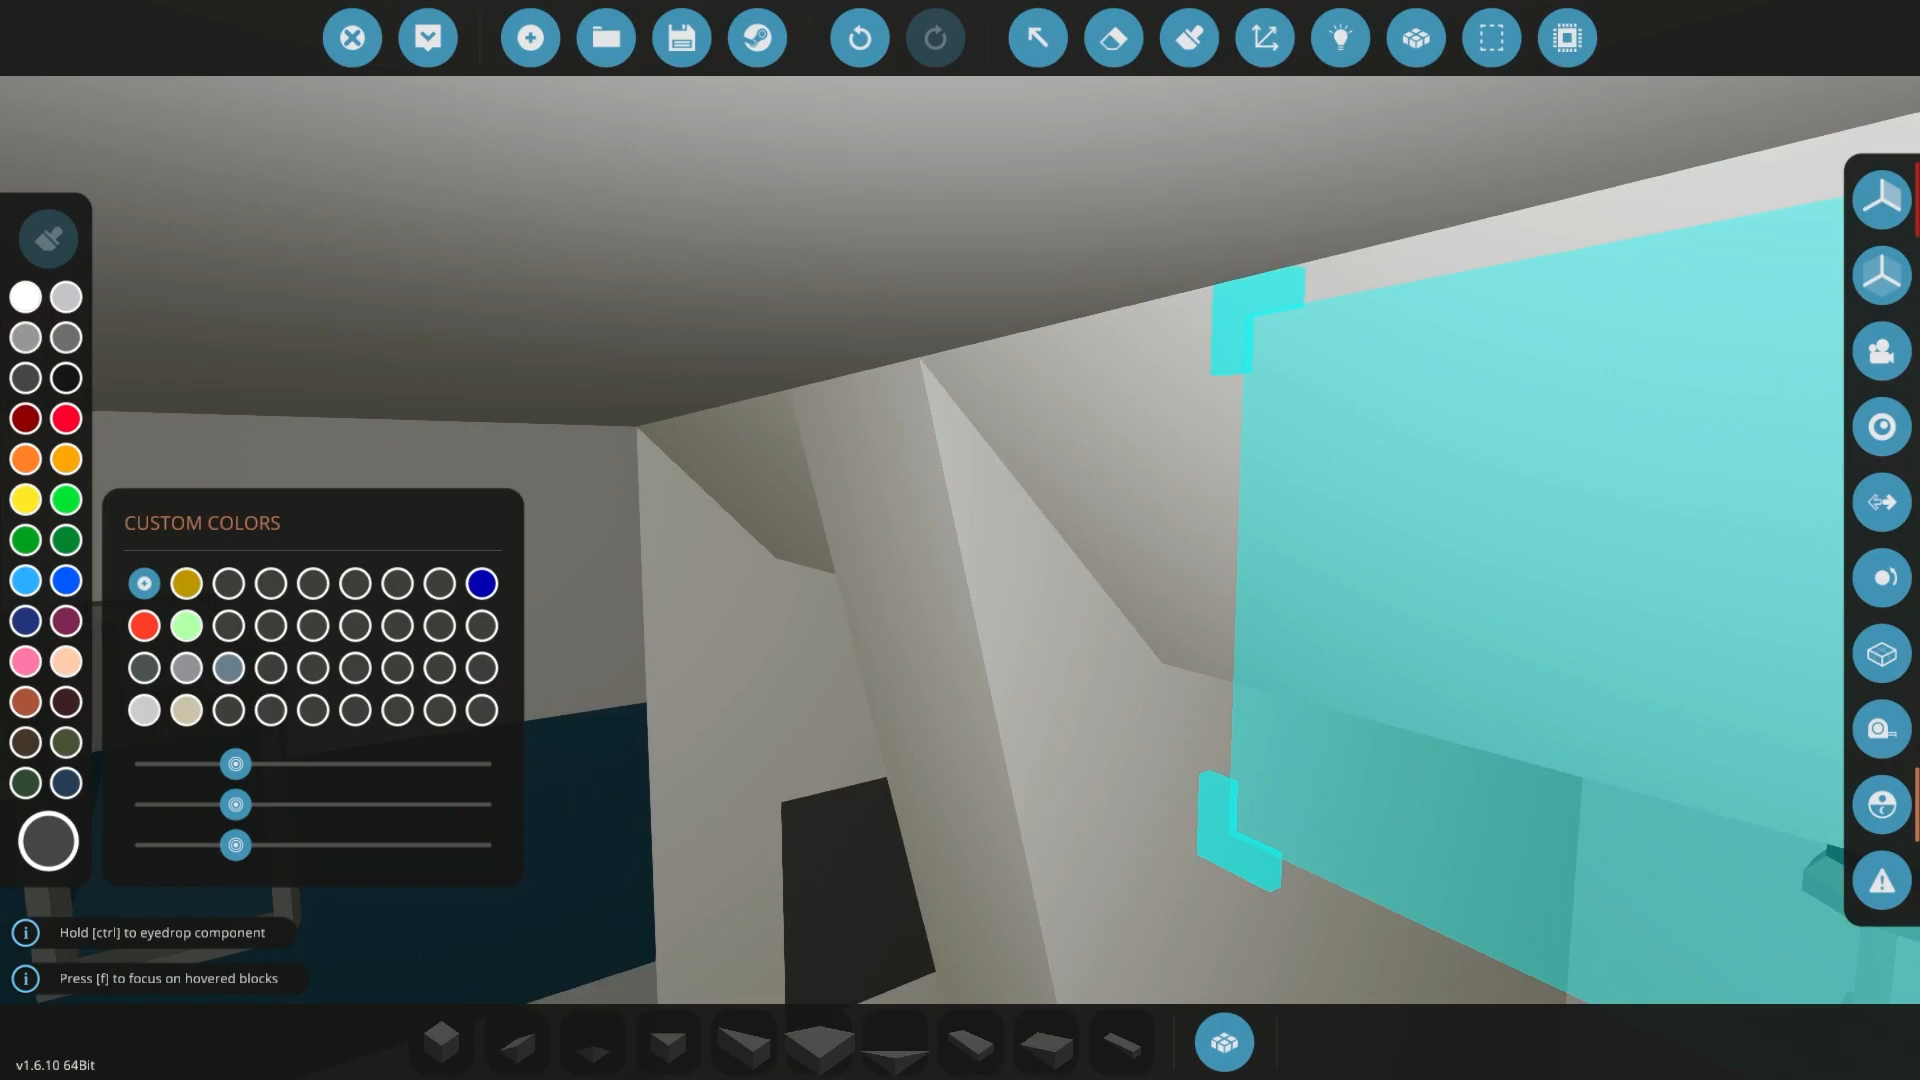 CUSTOM COLORS
Hold [ctrl] to eyedrop component
Press [f] to focus on hovered blocks
v1.6.10 64Bit